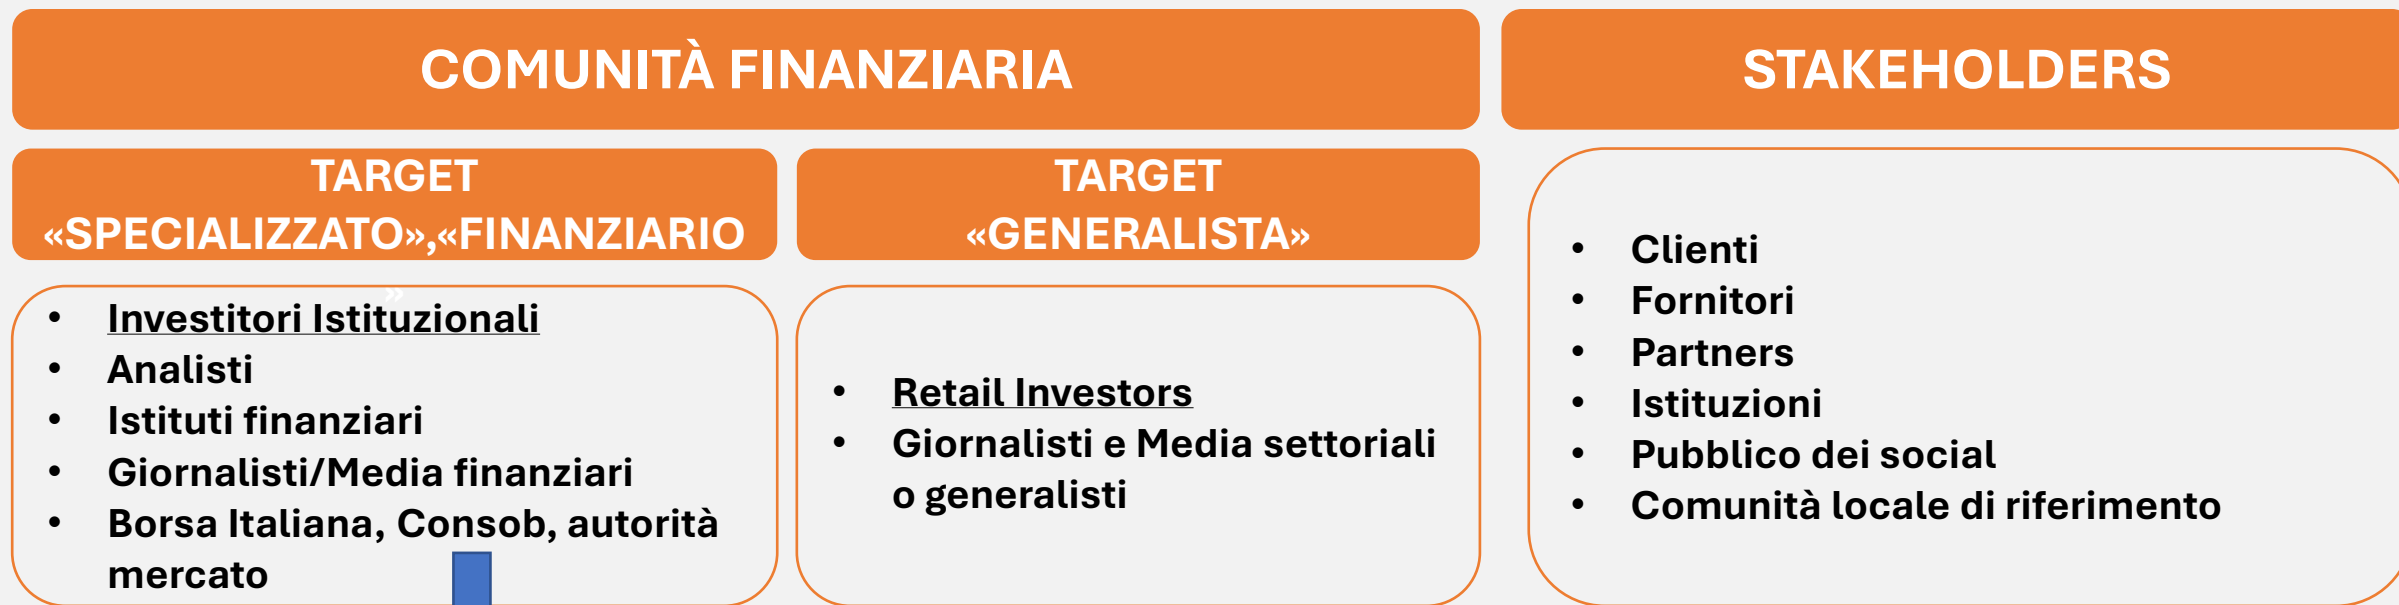 COMUNITÀ FINANZIARIA
STAKEHOLDERS
TARGET
«SPECIALIZZATO»,«FINANZIARIO
»
• Investitori Istituzionali
• Analisti
• Istituti finanziari
• Giornalisti/Media finanziari
• Borsa Italiana, Consob, autorità
mercato
TARGET
«GENERALISTA»
• Retail Investors
• Giornalisti e Media settoriali
o generalisti
• Clienti
• Fornitori
• Partners
• Istituzioni
• Pubblico dei social
• Comunità locale di riferimento